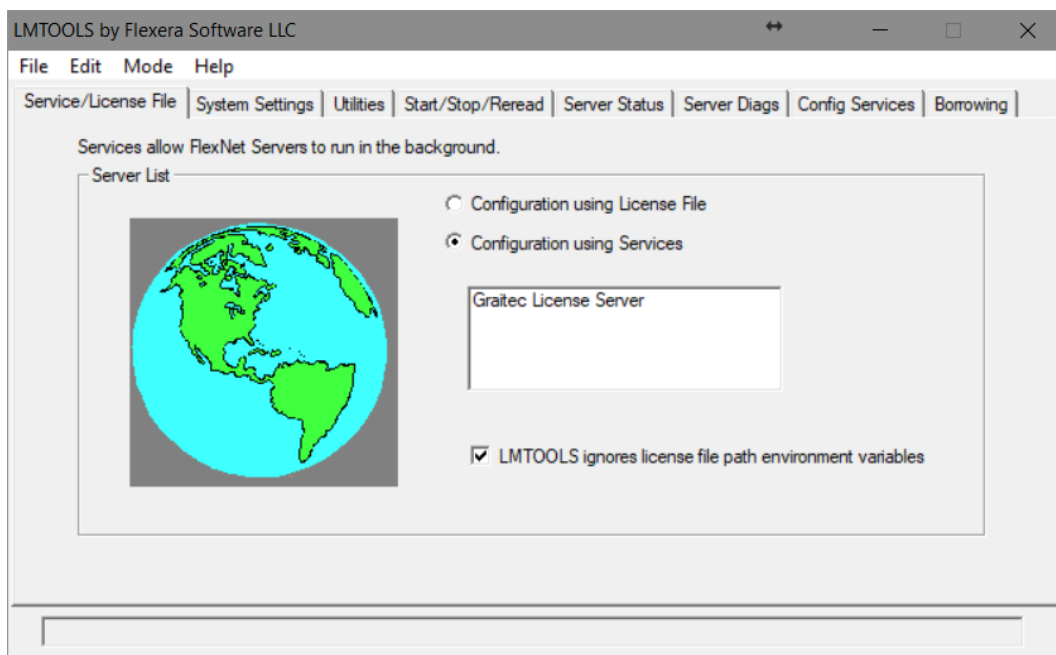 LMTOOLS by Flexera Software LLC
File Edit Mode Help
Service/License File System Settings Utilities Start/Stop/Reread Server Status Server Diags Config Services Borrowing
Services allow FlexNet Servers to run in the background.
Server List
Configuration using License File
Configuration using Services
Graitec License Server
LMTOOLS ignores license file path environment variables